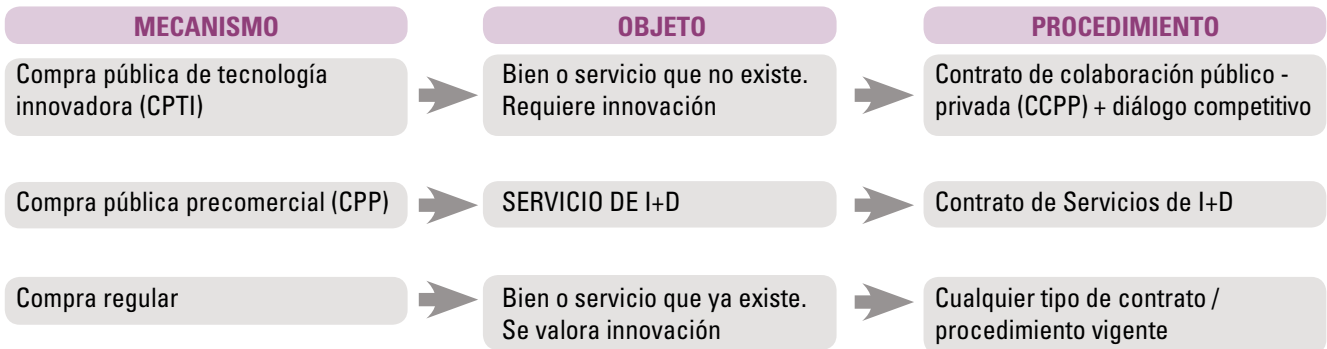 MECANISMO
OBJETO
PROCEDIMIENTO
Compra pública de tecnología
innovadora (CPTI)
Bien o servicio que no existe.
Requiere innovación
Contrato de colaboración público -
privada (CCPP) + diálogo competitivo
Compra pública precomercial (CPP)
SERVICIO DE I+D
Contrato de Servicios de I+D
Compra regular
Bien o servicio que ya existe.
Se valora innovación
Cualquier tipo de contrato /
procedimiento vigente